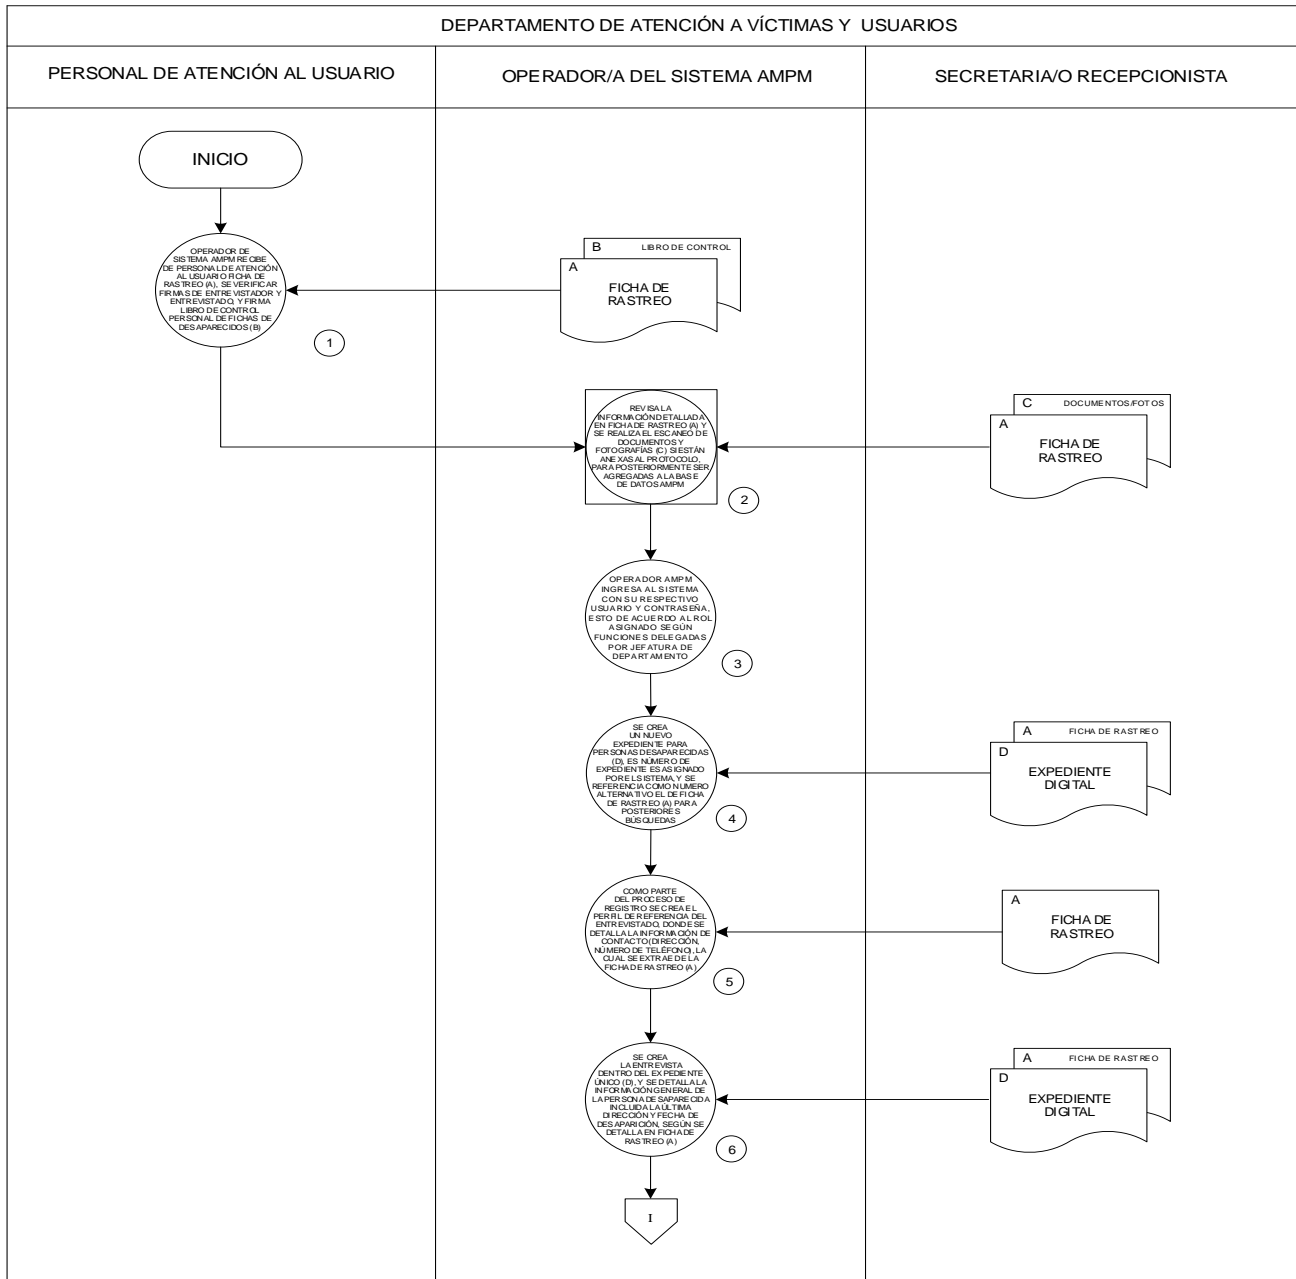 DEPARTAMENTO DE ATENCIÓN A VÍCTIMAS Y USUARIOS
PERSONAL DE ATENCIÓN AL USUARIO
OPERADOR/A DEL SISTEMA AMPM
SECRETARIA/O RECEPCIONISTA
INICIO
OPERADOR DE
SISTEMA AMPM RECIBE
DE PERSONAL DE ATENCIÓN
AL USUARIO FICHA DE
RASTREO (A), SE VERIFICAR
FIRMAS DE ENTREVISTADOR Y
ENTREVISTADO, Y FIRMA
LIBRO DE CONTROL
PERSONAL DE FICHAS DE
DESAPARECIDOS (B)
1
B LIBRO DE CONTROL
A
FICHA DE
RASTREO
REVISA LA
INFORMACIÓN DETALLADA
EN FICHA DE RASTREO (A) Y
SE REALIZA EL ESCANEO DE
DOCUMENTOS Y
FOTOGRAFÍAS (C) SI ESTÁN
ANEXAS AL PROTOCOLO,
PARA POSTERIORMENTE SER
AGREGADAS A LA BASE
DE DATOS AMPM
2
C DOCUMENTOS/FOTOS
A
FICHA DE
RASTREO
OPERADOR AMPM
INGRESA AL SISTEMA
CON SU RESPECTIVO
USUARIO Y CONTRASEÑA,
ESTO DE ACUERDO AL ROL
ASIGNADO SEGÚN
FUNCIONES DELEGADAS
POR JEFATURA DE
DEPARTAMENTO
3
SE CREA
UN NUEVO
EXPEDIENTE PARA
PERSONAS DESAPARECIDAS
(D), ES NÚMERO DE
EXPEDIENTE ES ASIGNADO
POR EL SISTEMA, Y SE
REFERENCIA COMO NUMERO
ALTERNATIVO EL DE FICHA
DE RASTREO (A) PARA
POSTERIORES
BÚSQUEDAS
4
A FICHA DE RASTREO
D
EXPEDIENTE
DIGITAL
COMO PARTE
DEL PROCESO DE
REGISTRO SE CREA EL
PERFIL DE REFERENCIA DEL
ENTREVISTADO, DONDE SE
DETALLA LA INFORMACIÓN DE
CONTACTO (DIRECCIÓN,
NÚMERO DE TELÉFONO), LA
CUAL SE EXTRAE DE LA
FICHA DE RASTREO (A)
5
A
FICHA DE
RASTREO
SE CREA
LA ENTREVISTA
DENTRO DEL EXPEDIENTE
ÚNICO (D), Y SE DETALLA LA
INFORMACIÓN GENERAL DE
LA PERSONA DESAPARECIDA
INCLUIDA LA ÚLTIMA
DIRECCIÓN Y FECHA DE
DESAPARICIÓN, SEGÚN SE
DETALLA EN FICHA DE
RASTREO (A)
6
A FICHA DE RASTREO
D
EXPEDIENTE
DIGITAL
I